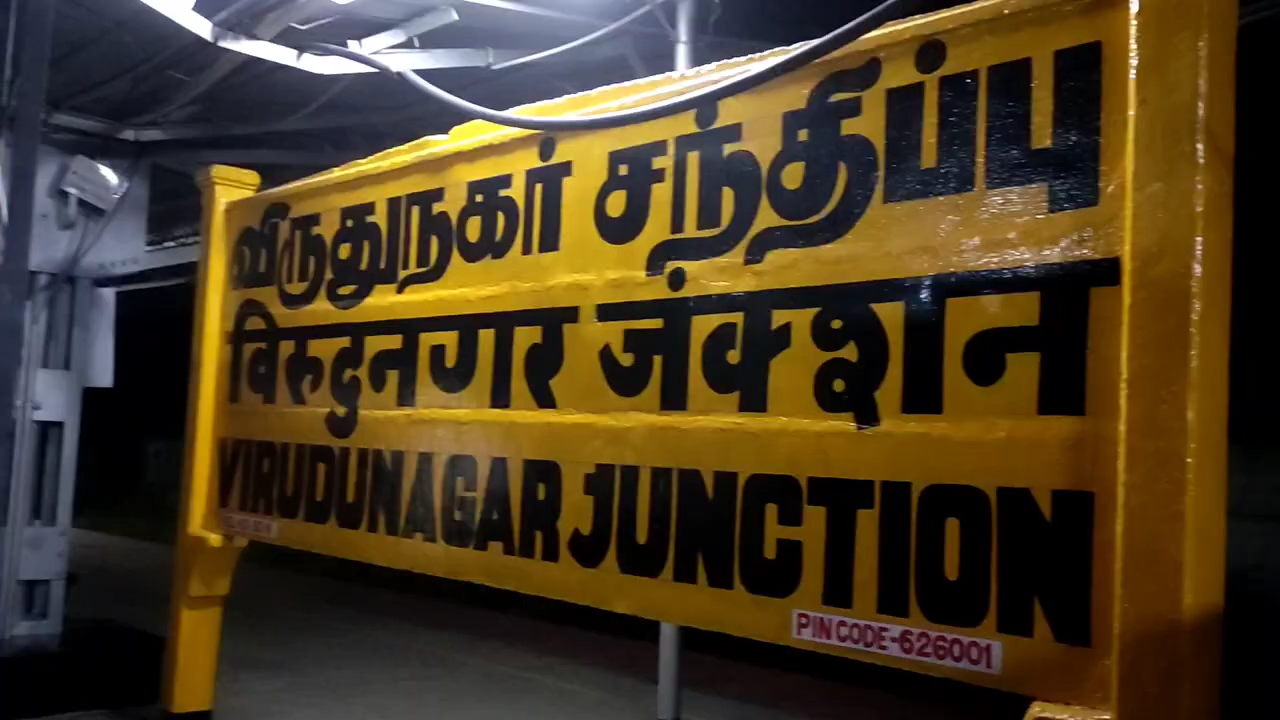 விருதுநகர் சந்திப்பு
विरुदुनगर जंक्शन
VIRUDUNAGAR JUNCTION
PIN CODE-626001